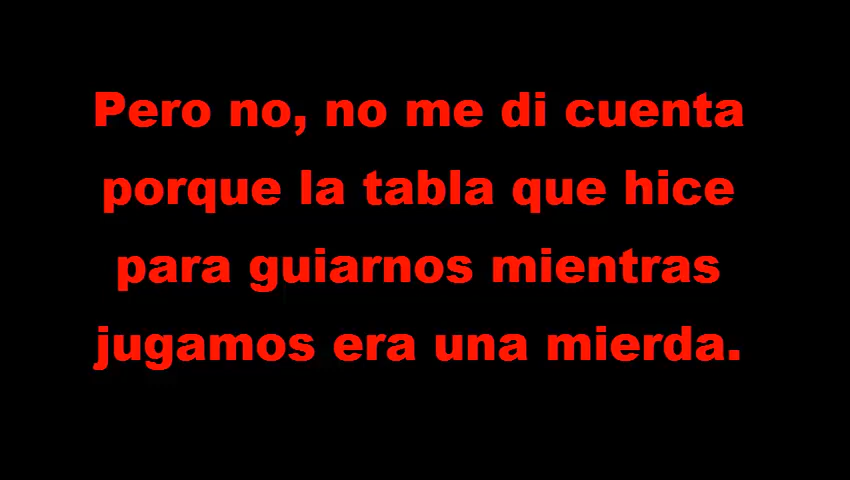 Pero no, no me di cuenta
porque la tabla que hice
para guiarnos mientras
jugamos era una mierda.